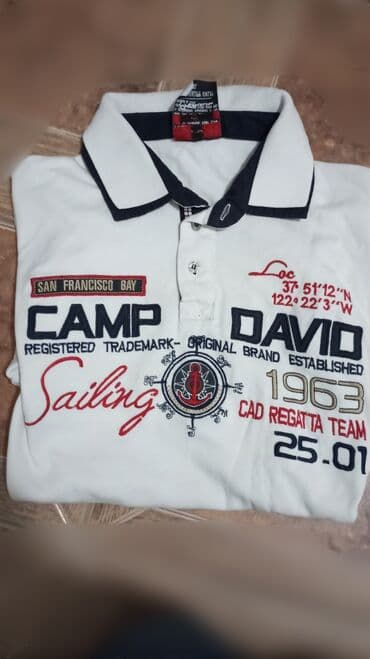 SAN FRANCISCO BAY
Loc
37 51'12"N
122° 22'3"W
CAMP DAVID
REGISTERED TRADEMARK- ORIGINAL BRAND ESTABLISHED
1963
Sailing
CAD REGATTA TEAM
25.01